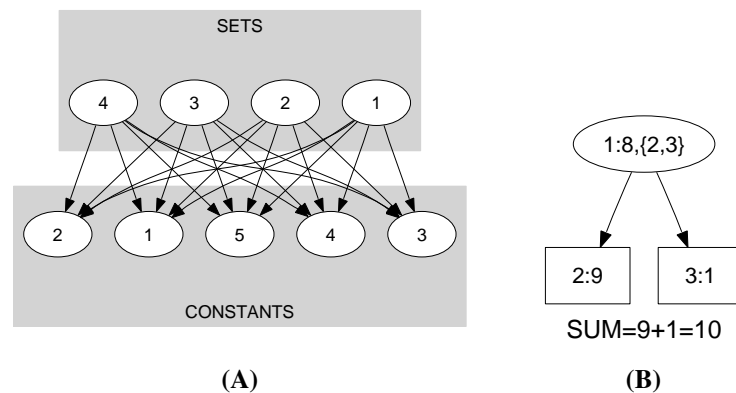 SETS
4 3 2 1
2 1 5 4 3
CONSTANTS
(A)
1:8,{2,3}
2:9 3:1
SUM=9+1=10
(B)